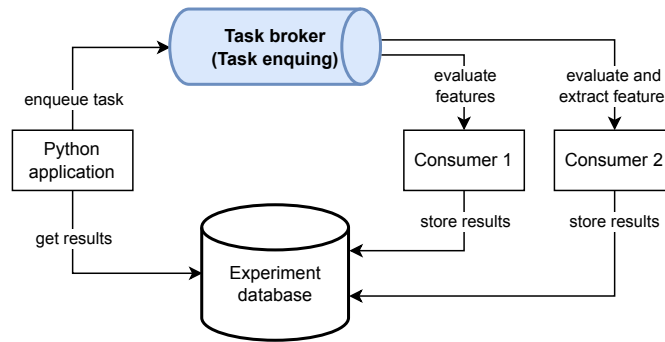 Task broker
(Task enquing)
enqueue task
evaluate
features
evaluate and
extract feature
Python
application
Consumer 1
Consumer 2
get results
store results
store results
Experiment
database